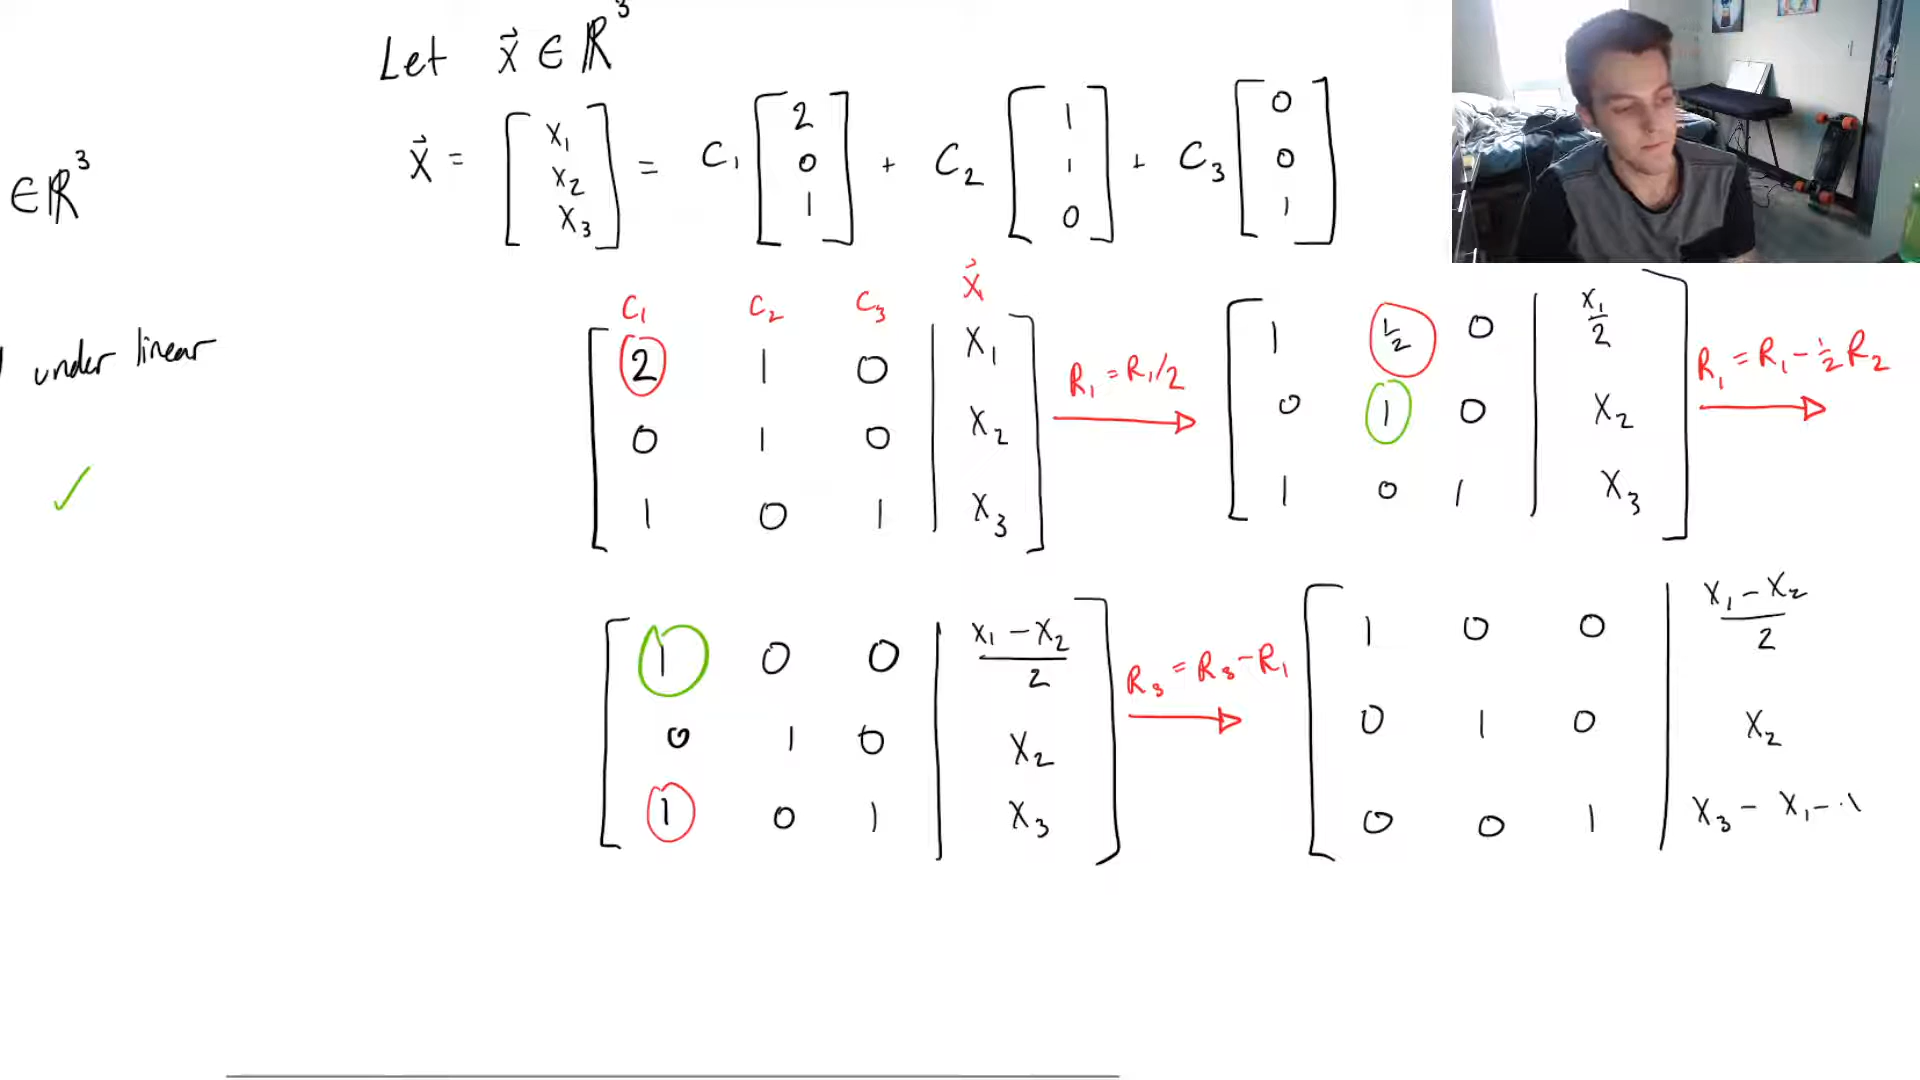 Let x⃗ ∈ ℝ³
x⃗ = [x₁ x₂ x₃] = C₁ [2 0 1] + C₂ [1 1 0] + C₃ [0 0 1]
∈ℝ³
C₁ C₂ C₃ x⃗
2 1 0 | x₁
0 1 0 | x₂
1 0 1 | x₃
R₁ = R₁/2
1 1/2 0 | x₁/2
0 1 0 | x₂
1 0 1 | x₃
R₁ = R₁ - ½R₂
under linear
✓
1 0 0 | x₁ - x₂ / 2
0 1 0 | x₂
1 0 1 | x₃
R₃ = R₃ - R₁
1 0 0 | x₁ - x₂ / 2
0 1 0 | x₂
0 0 1 | x₃ - x₁ -